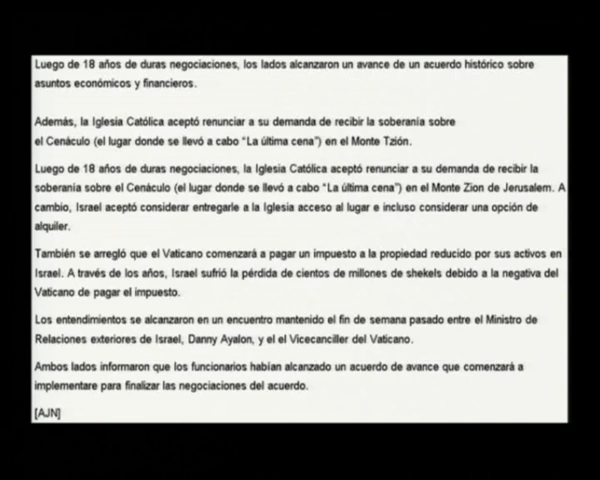 Luego de 18 años de duras negociaciones, los lados alcanzaron un avance de un acuerdo histórico sobre
asuntos económicos y financieros.
Además, la Iglesia Católica aceptó renunciar a su demanda de recibir la soberanía sobre
el Cenáculo (el lugar donde se llevó a cabo “La última cena”) en el Monte Tzión.
Luego de 18 años de duras negociaciones, la Iglesia Católica aceptó renunciar a su demanda de recibir la
soberanía sobre el Cenáculo (el lugar donde se llevó a cabo “La última cena”) en el Monte Zion de Jerusalem. A
cambio, Israel aceptó considerar entregarle a la Iglesia acceso al lugar e incluso considerar una opción de
alquiler.
También se arregló que el Vaticano comenzará a pagar un impuesto a la propiedad reducido por sus activos en
Israel. A través de los años, Israel sufrió la pérdida de cientos de millones de shekels debido a la negativa del
Vaticano de pagar el impuesto.
Los entendimientos se alcanzaron en un encuentro mantenido el fin de semana pasado entre el Ministro de
Relaciones exteriores de Israel, Danny Ayalon, y el el Vicecanciller del Vaticano.
Ambos lados informaron que los funcionarios habían alcanzado un acuerdo de avance que comenzará a
implementare para finalizar las negociaciones del acuerdo.
[AJN]